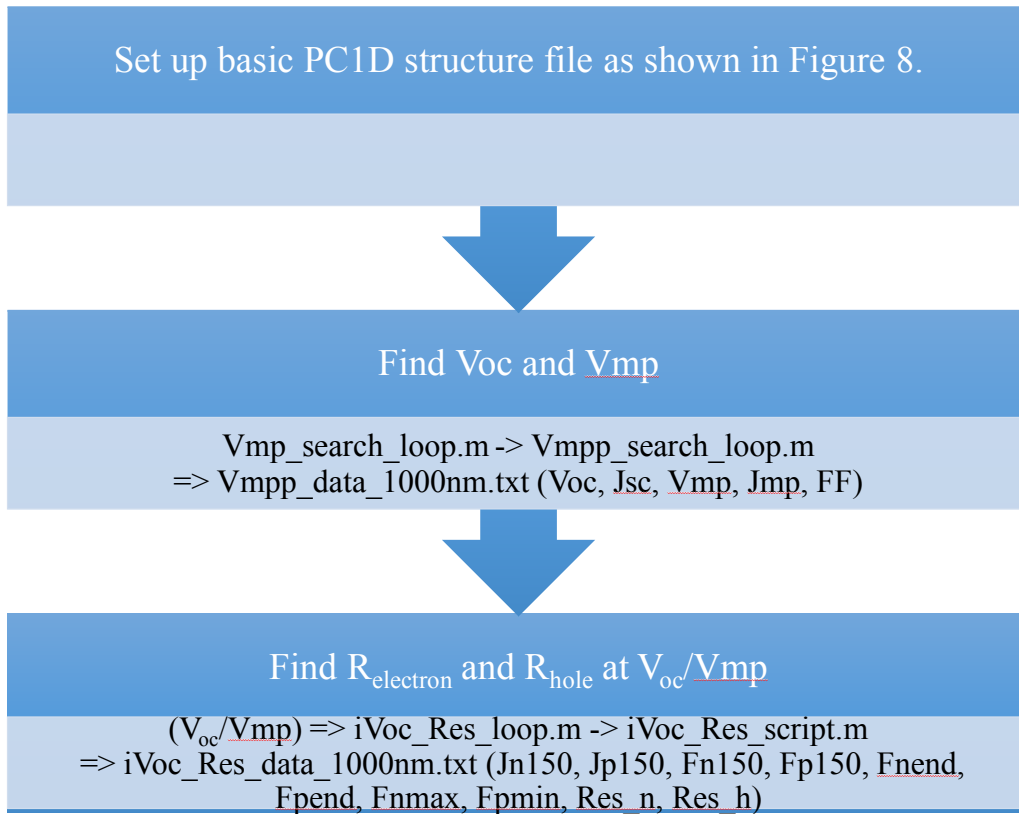 Set up basic PC1D structure file as shown in Figure 8.
Find Voc and Vmp
Vmp_search_loop.m -> Vmpp_search_loop.m
=> Vmpp_data_1000nm.txt (Voc, Jsc, Vmp, Jmp, FF)
Find Relectron and Rhole at Voc/Vmp
(Voc/Vmp) => iVoc_Res_loop.m -> iVoc_Res_script.m
=> iVoc_Res_data_1000nm.txt (Jn150, Jp150, Fn150, Fp150, Fnend,
Fpend, Fnmax, Fpmin, Res_n, Res_h)